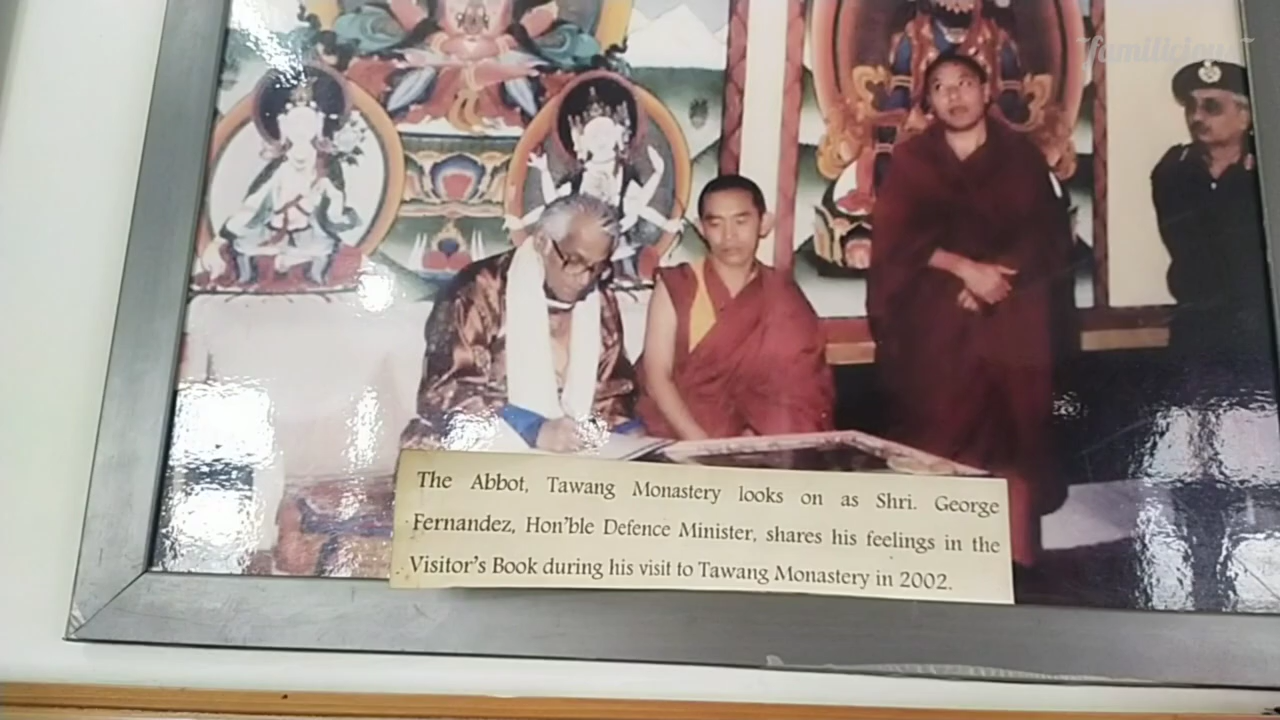 familicious
The Abbot, Tawang Monastery looks on as Shri. George
Fernandez, Hon'ble Defence Minister, shares his feelings in the
Visitor's Book during his visit to Tawang Monastery in 2002.